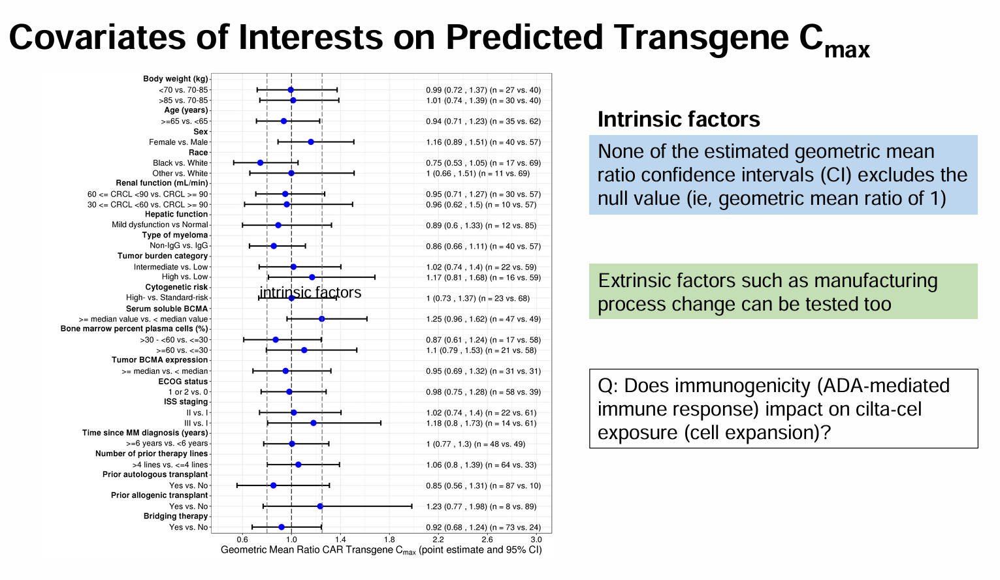 Covariates of Interests on Predicted Transgene Cmax
Body weight (kg)
<70 vs. 70-85 0.99 (0.72 , 1.37) (n = 27 vs. 40)
>85 vs. 70-85 1.01 (0.74 , 1.39) (n = 30 vs. 40)
Age (years)
>=65 vs. <65 0.94 (0.71 , 1.23) (n = 35 vs. 62)
Sex
Female vs. Male 1.16 (0.89 , 1.51) (n = 40 vs. 57)
Race
Black vs. White 0.75 (0.53 , 1.05) (n = 17 vs. 69)
Other vs. White 1 (0.66 , 1.51) (n = 11 vs. 69)
Renal function (mL/min)
60 <= CRCL <90 vs. CRCL >= 90 0.95 (0.71 , 1.27) (n = 30 vs. 57)
30 <= CRCL <60 vs. CRCL >= 90 0.96 (0.62 , 1.5) (n = 10 vs. 57)
Hepatic function
Mild dysfunction vs Normal 0.89 (0.6 , 1.33) (n = 12 vs. 85)
Type of myeloma
Non-IgG vs. IgG 0.86 (0.66 , 1.11) (n = 40 vs. 57)
Tumor burden category
Intermediate vs. Low 1.02 (0.74 , 1.4) (n = 22 vs. 59)
High vs. Low 1.17 (0.81 , 1.68) (n = 16 vs. 59)
Cytogenetic risk
intrinsic factors
High- vs. Standard-risk 1 (0.73 , 1.37) (n = 23 vs. 68)
Serum soluble BCMA
>= median value vs. < median value 1.25 (0.96 , 1.62) (n = 47 vs. 49)
Bone marrow percent plasma cells (%)
>30 - <60 vs. <=30 0.87 (0.61 , 1.24) (n = 17 vs. 58)
>=60 vs. <=30 1.1 (0.79 , 1.53) (n = 21 vs. 58)
Tumor BCMA expression
>= median vs. < median 0.95 (0.69 , 1.32) (n = 31 vs. 31)
ECOG status
1 or 2 vs. 0 0.98 (0.75 , 1.28) (n = 58 vs. 39)
ISS staging
II vs. I 1.02 (0.74 , 1.4) (n = 22 vs. 61)
III vs. I 1.18 (0.8 , 1.73) (n = 14 vs. 61)
Time since MM diagnosis (years)
>=6 years vs. <6 years 1 (0.77 , 1.3) (n = 48 vs. 49)
Number of prior therapy lines
>4 lines vs. <=4 lines 1.06 (0.8 , 1.39) (n = 64 vs. 33)
Prior autologous transplant
Yes vs. No 0.85 (0.56 , 1.31) (n = 87 vs. 10)
Prior allogenic transplant
Yes vs. No 1.23 (0.77 , 1.98) (n = 8 vs. 89)
Bridging therapy
Yes vs. No 0.92 (0.68 , 1.24) (n = 73 vs. 24)
0.6 1.0 1.4 1.8 2.2 2.6 3.0
Geometric Mean Ratio CAR Transgene Cmax (point estimate and 95% CI)
Intrinsic factors
None of the estimated geometric mean
ratio confidence intervals (CI) excludes the
null value (ie, geometric mean ratio of 1)
Extrinsic factors such as manufacturing
process change can be tested too
Q: Does immunogenicity (ADA-mediated
immune response) impact on cilta-cel
exposure (cell expansion)?